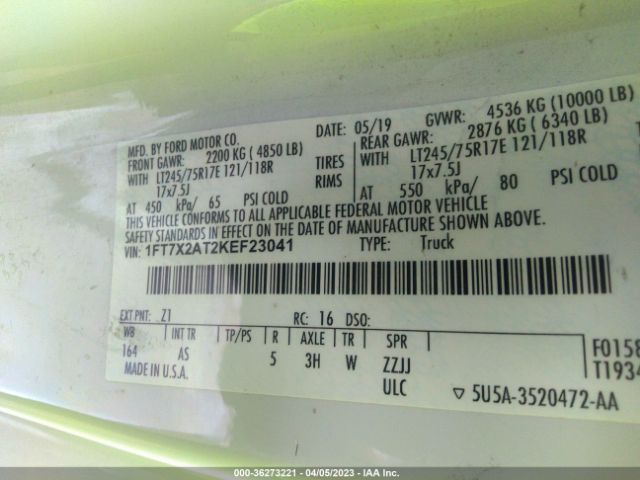 MFD. BY FORD MOTOR CO.
DATE: 05/19 GVWR: 4536 KG (10000 LB)
FRONT GAWR: 2200 KG ( 4850 LB)
REAR GAWR: 2876 KG ( 6340 LB)
WITH LT245/75R17E 121/118R TIRES
WITH LT245/75R17E 121/118R
17x7.5J RIMS
17x7.5J
AT 450 kPa/ 65 PSI COLD
AT 550 kPa/ 80 PSI COLD
THIS VEHICLE CONFORMS TO ALL APPLICABLE FEDERAL MOTOR VEHICLE
SAFETY STANDARDS IN EFFECT ON THE DATE OF MANUFACTURE SHOWN ABOVE.
VIN: 1FT7X2AT2KEF23041 TYPE: Truck
EXT PNT: Z1 RC: 16 DSO:
WB INT TR TP/PS R AXLE TR SPR
164 AS 5 3H W ZZJJ
ULC
F0158
T1934
MADE IN U.S.A.
5U5A-3520472-AA
000-36273221 - 04/05/2023 - IAA Inc.